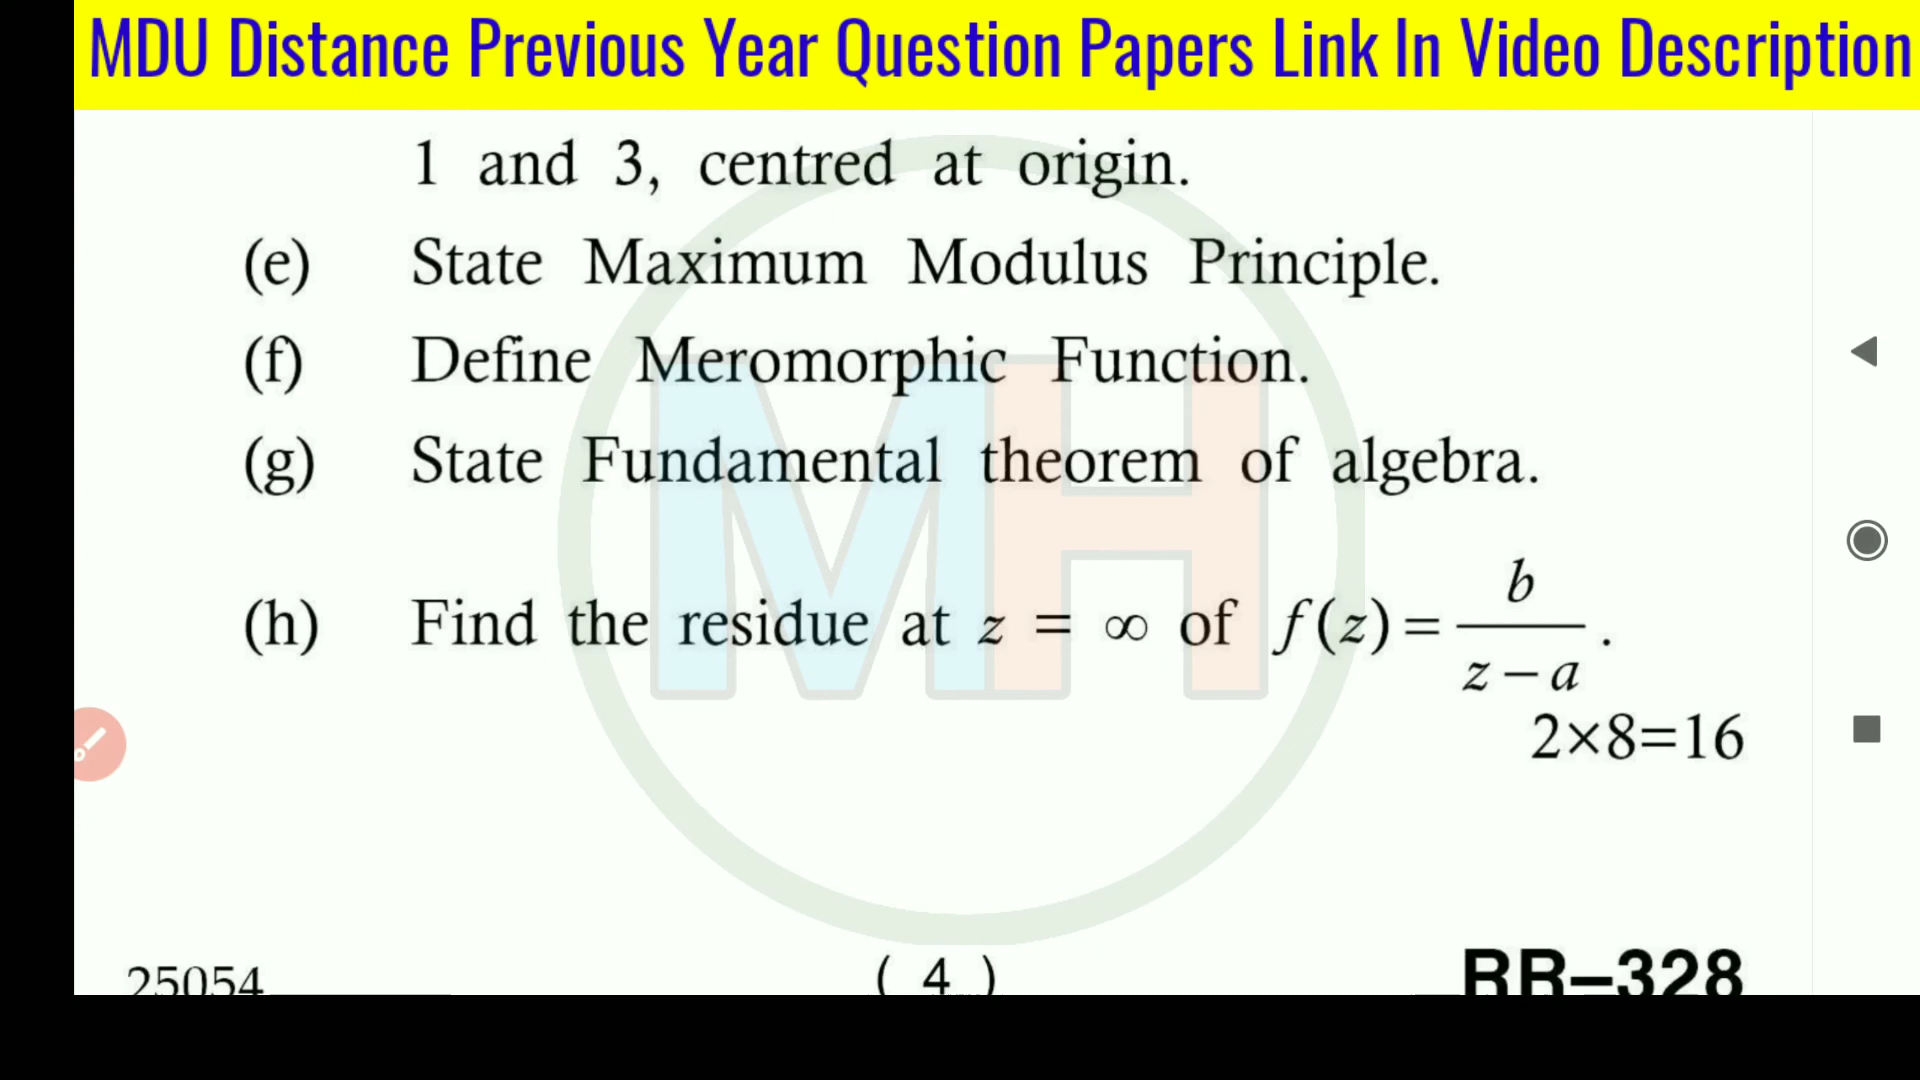 MDU Distance Previous Year Question Papers Link In Video Description
1 and 3, centred at origin.
(e) State Maximum Modulus Principle.
(f) Define Meromorphic Function.
(g) State Fundamental theorem of algebra.
(h) Find the residue at z = ∞ of f(z) = b/(z – a).
2×8=16
MH
25054 ( 4 ) RR–328